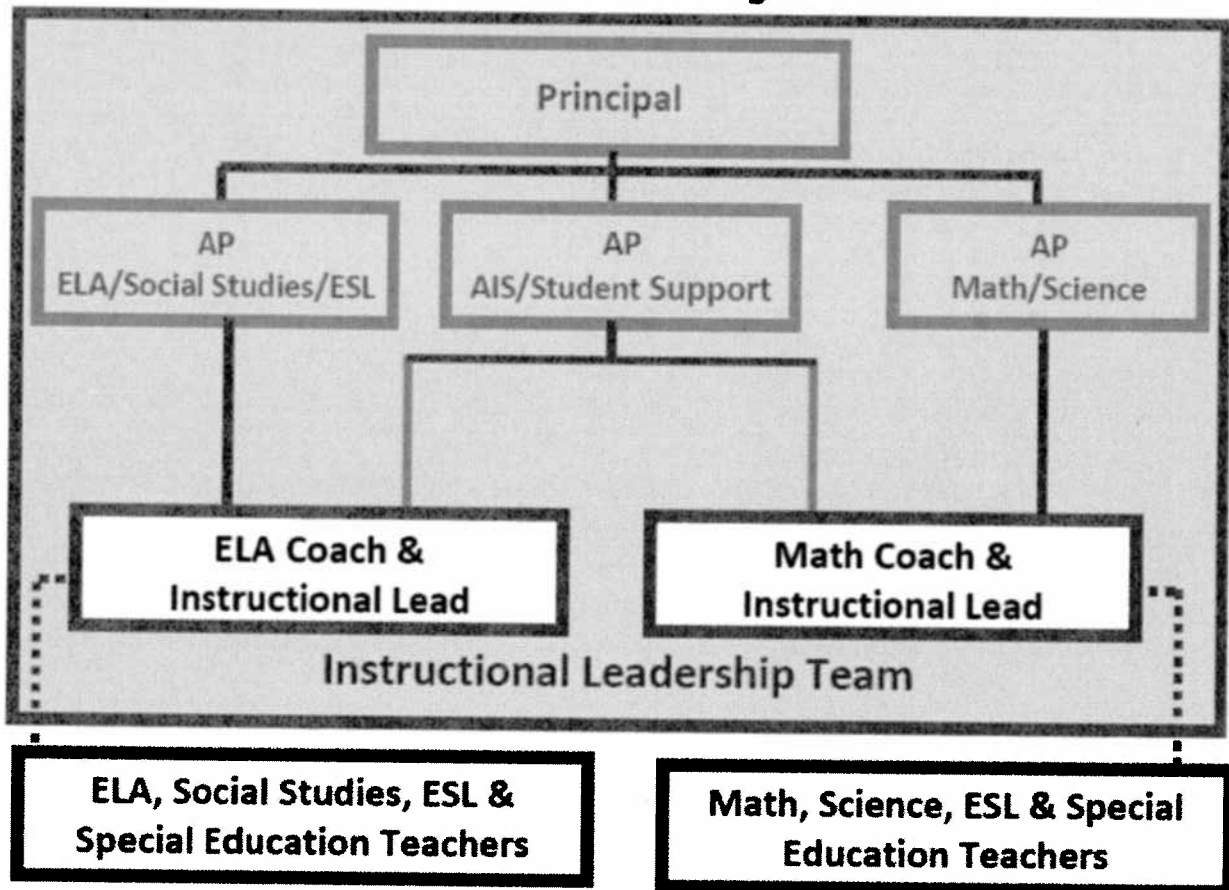 Principal
AP
ELA/Social Studies/ESL
AP
AIS/Student Support
AP
Math/Science
ELA Coach &
Instructional Lead
Math Coach &
Instructional Lead
Instructional Leadership Team
ELA, Social Studies, ESL &
Special Education Teachers
Math, Science, ESL & Special
Education Teachers